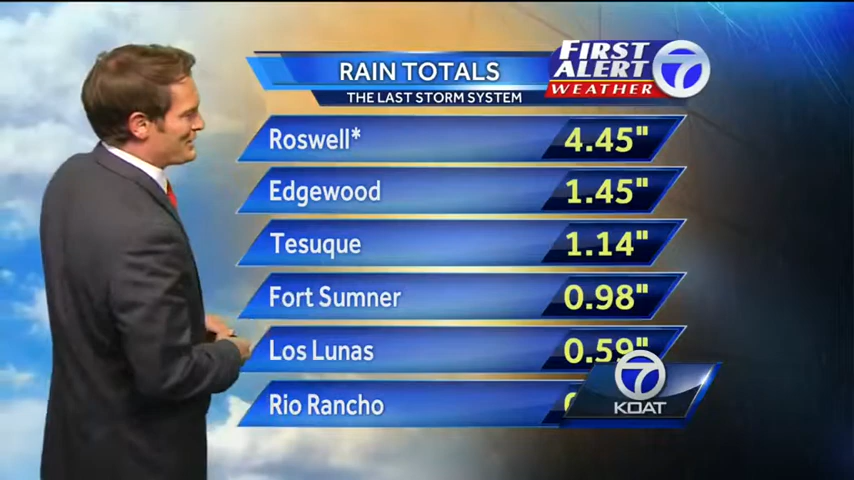 FIRST
ALERT 7
WEATHER
RAIN TOTALS
THE LAST STORM SYSTEM
Roswell* 4.45"
Edgewood 1.45"
Tesuque 1.14"
Fort Sumner 0.98"
Los Lunas 0.59"
Rio Rancho
7
KOAT